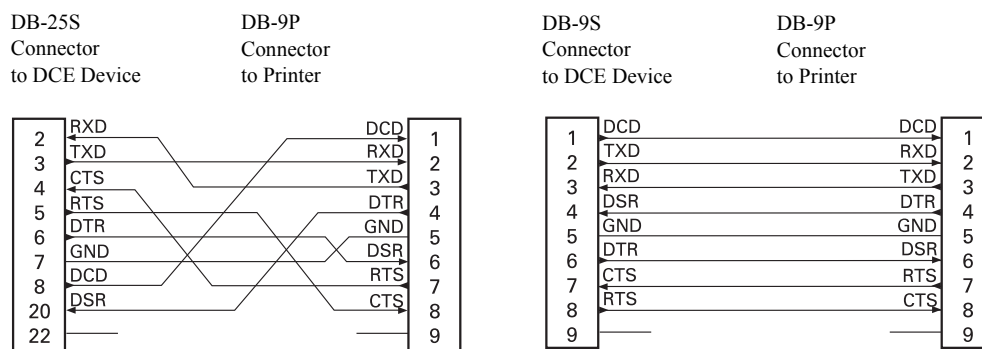 DB-25S
Connector
to DCE Device
DB-9P
Connector
to Printer
2 RXD DCD 1
3 TXD RXD 2
4 CTS TXD 3
5 RTS DTR 4
6 DTR GND 5
7 GND DSR 6
8 DCD RTS 7
20 DSR CTS 8
22 9
DB-9S
Connector
to DCE Device
DB-9P
Connector
to Printer
1 DCD DCD 1
2 TXD RXD 2
3 RXD TXD 3
4 DSR DTR 4
5 GND GND 5
6 DTR DSR 6
7 CTS RTS 7
8 RTS CTS 8
9 9